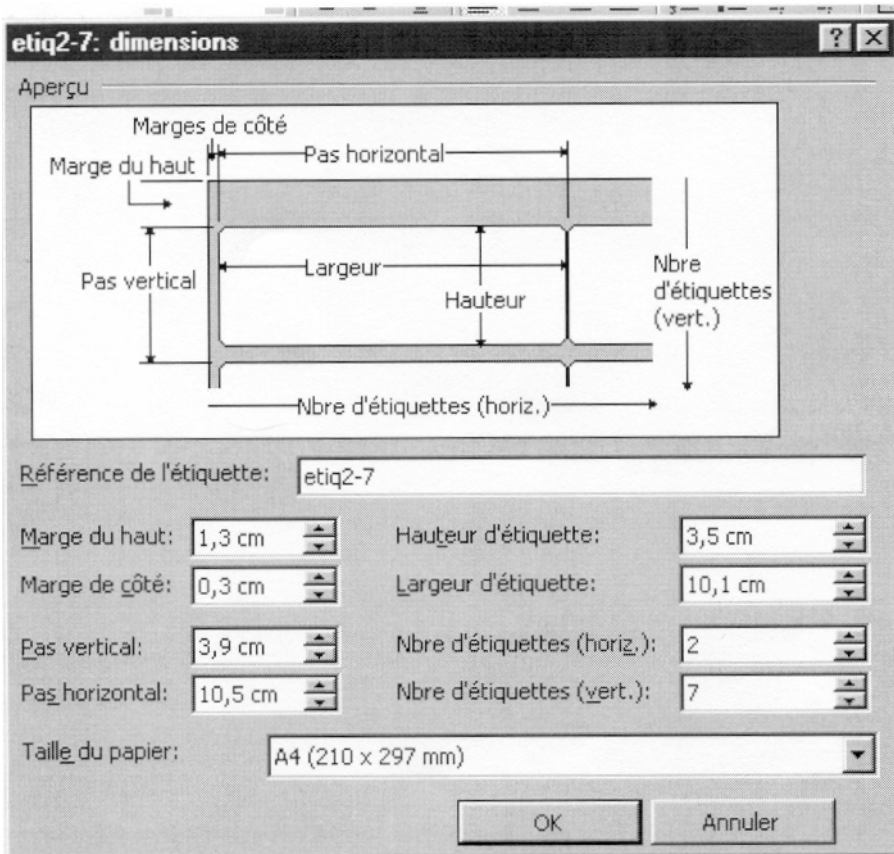 etiq2-7: dimensions
Aperçu
Marges de côté
Pas horizontal
Marge du haut
Pas vertical
Largeur
Hauteur
Nbre
d'étiquettes
(vert.)
Nbre d'étiquettes (horiz.)
Référence de l'étiquette: etiq2-7
Marge du haut: 1,3 cm Hauteur d'étiquette: 3,5 cm
Marge de côté: 0,3 cm Largeur d'étiquette: 10,1 cm
Pas vertical: 3,9 cm Nbre d'étiquettes (horiz.): 2
Pas horizontal: 10,5 cm Nbre d'étiquettes (vert.): 7
Taille du papier: A4 (210 x 297 mm)
OK Annuler